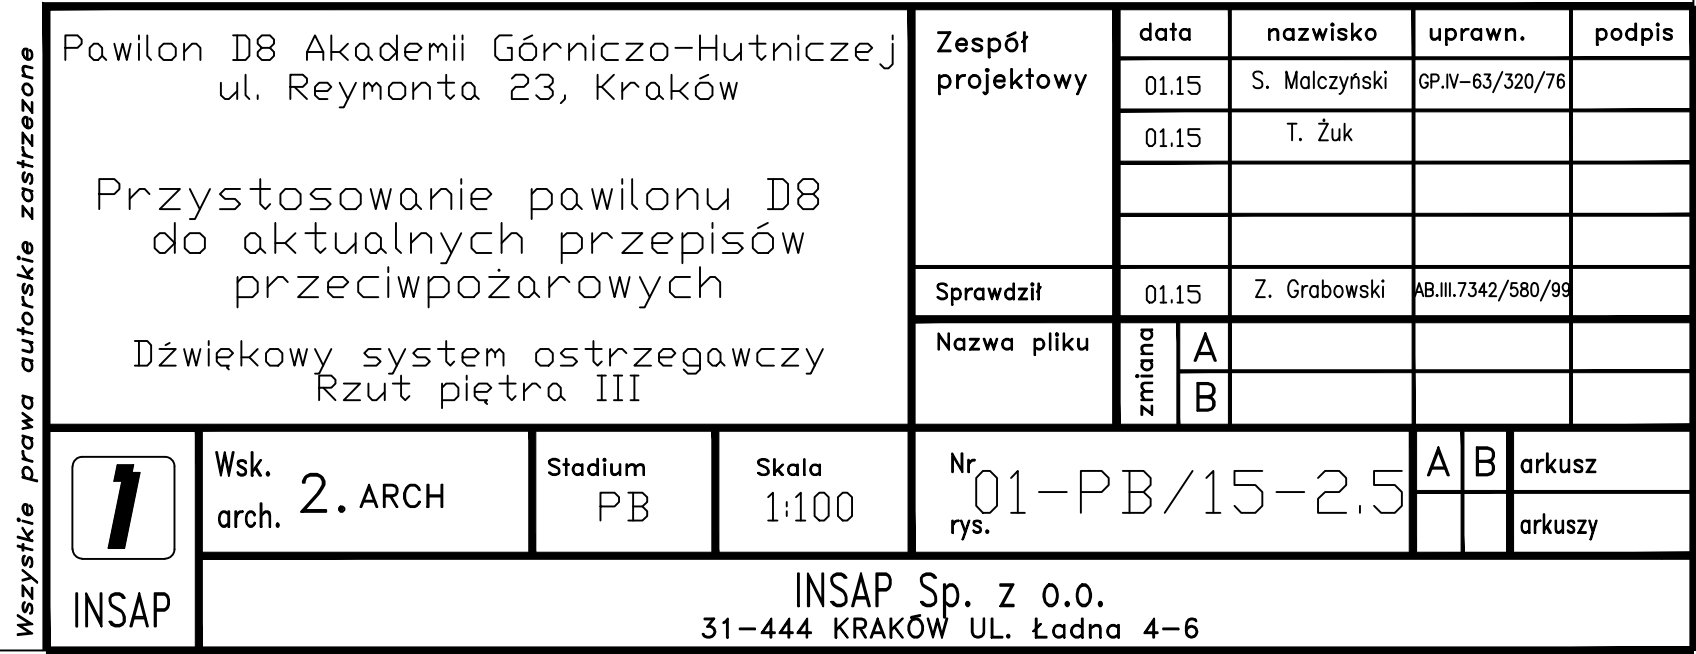 Wszystkie prawa autorskie zastrzezone
Pawilon D8 Akademii Górniczo-Hutniczej
ul. Reymonta 23, Kraków
Przystosowanie pawilonu D8
do aktualnych przepisów
przeciwpożarowych
Dźwiękowy system ostrzegawczy
Rzut piętra III
Zespół
projektowy
data nazwisko uprawn. podpis
01.15 S. Malczyński GP.IV-63/320/76
01.15 T. Żuk
Sprawdził 01.15 Z. Grabowski AB.III.7342/580/99
Nazwa pliku
zmiana
A
B
1
INSAP
Wsk.
arch. 2. ARCH
Stadium
PB
Skala
1:100
Nr
rys. 01-PB/15-2.5
A B arkusz
arkuszy
INSAP Sp. z o.o.
31-444 KRAKÓW UL. Ładna 4-6